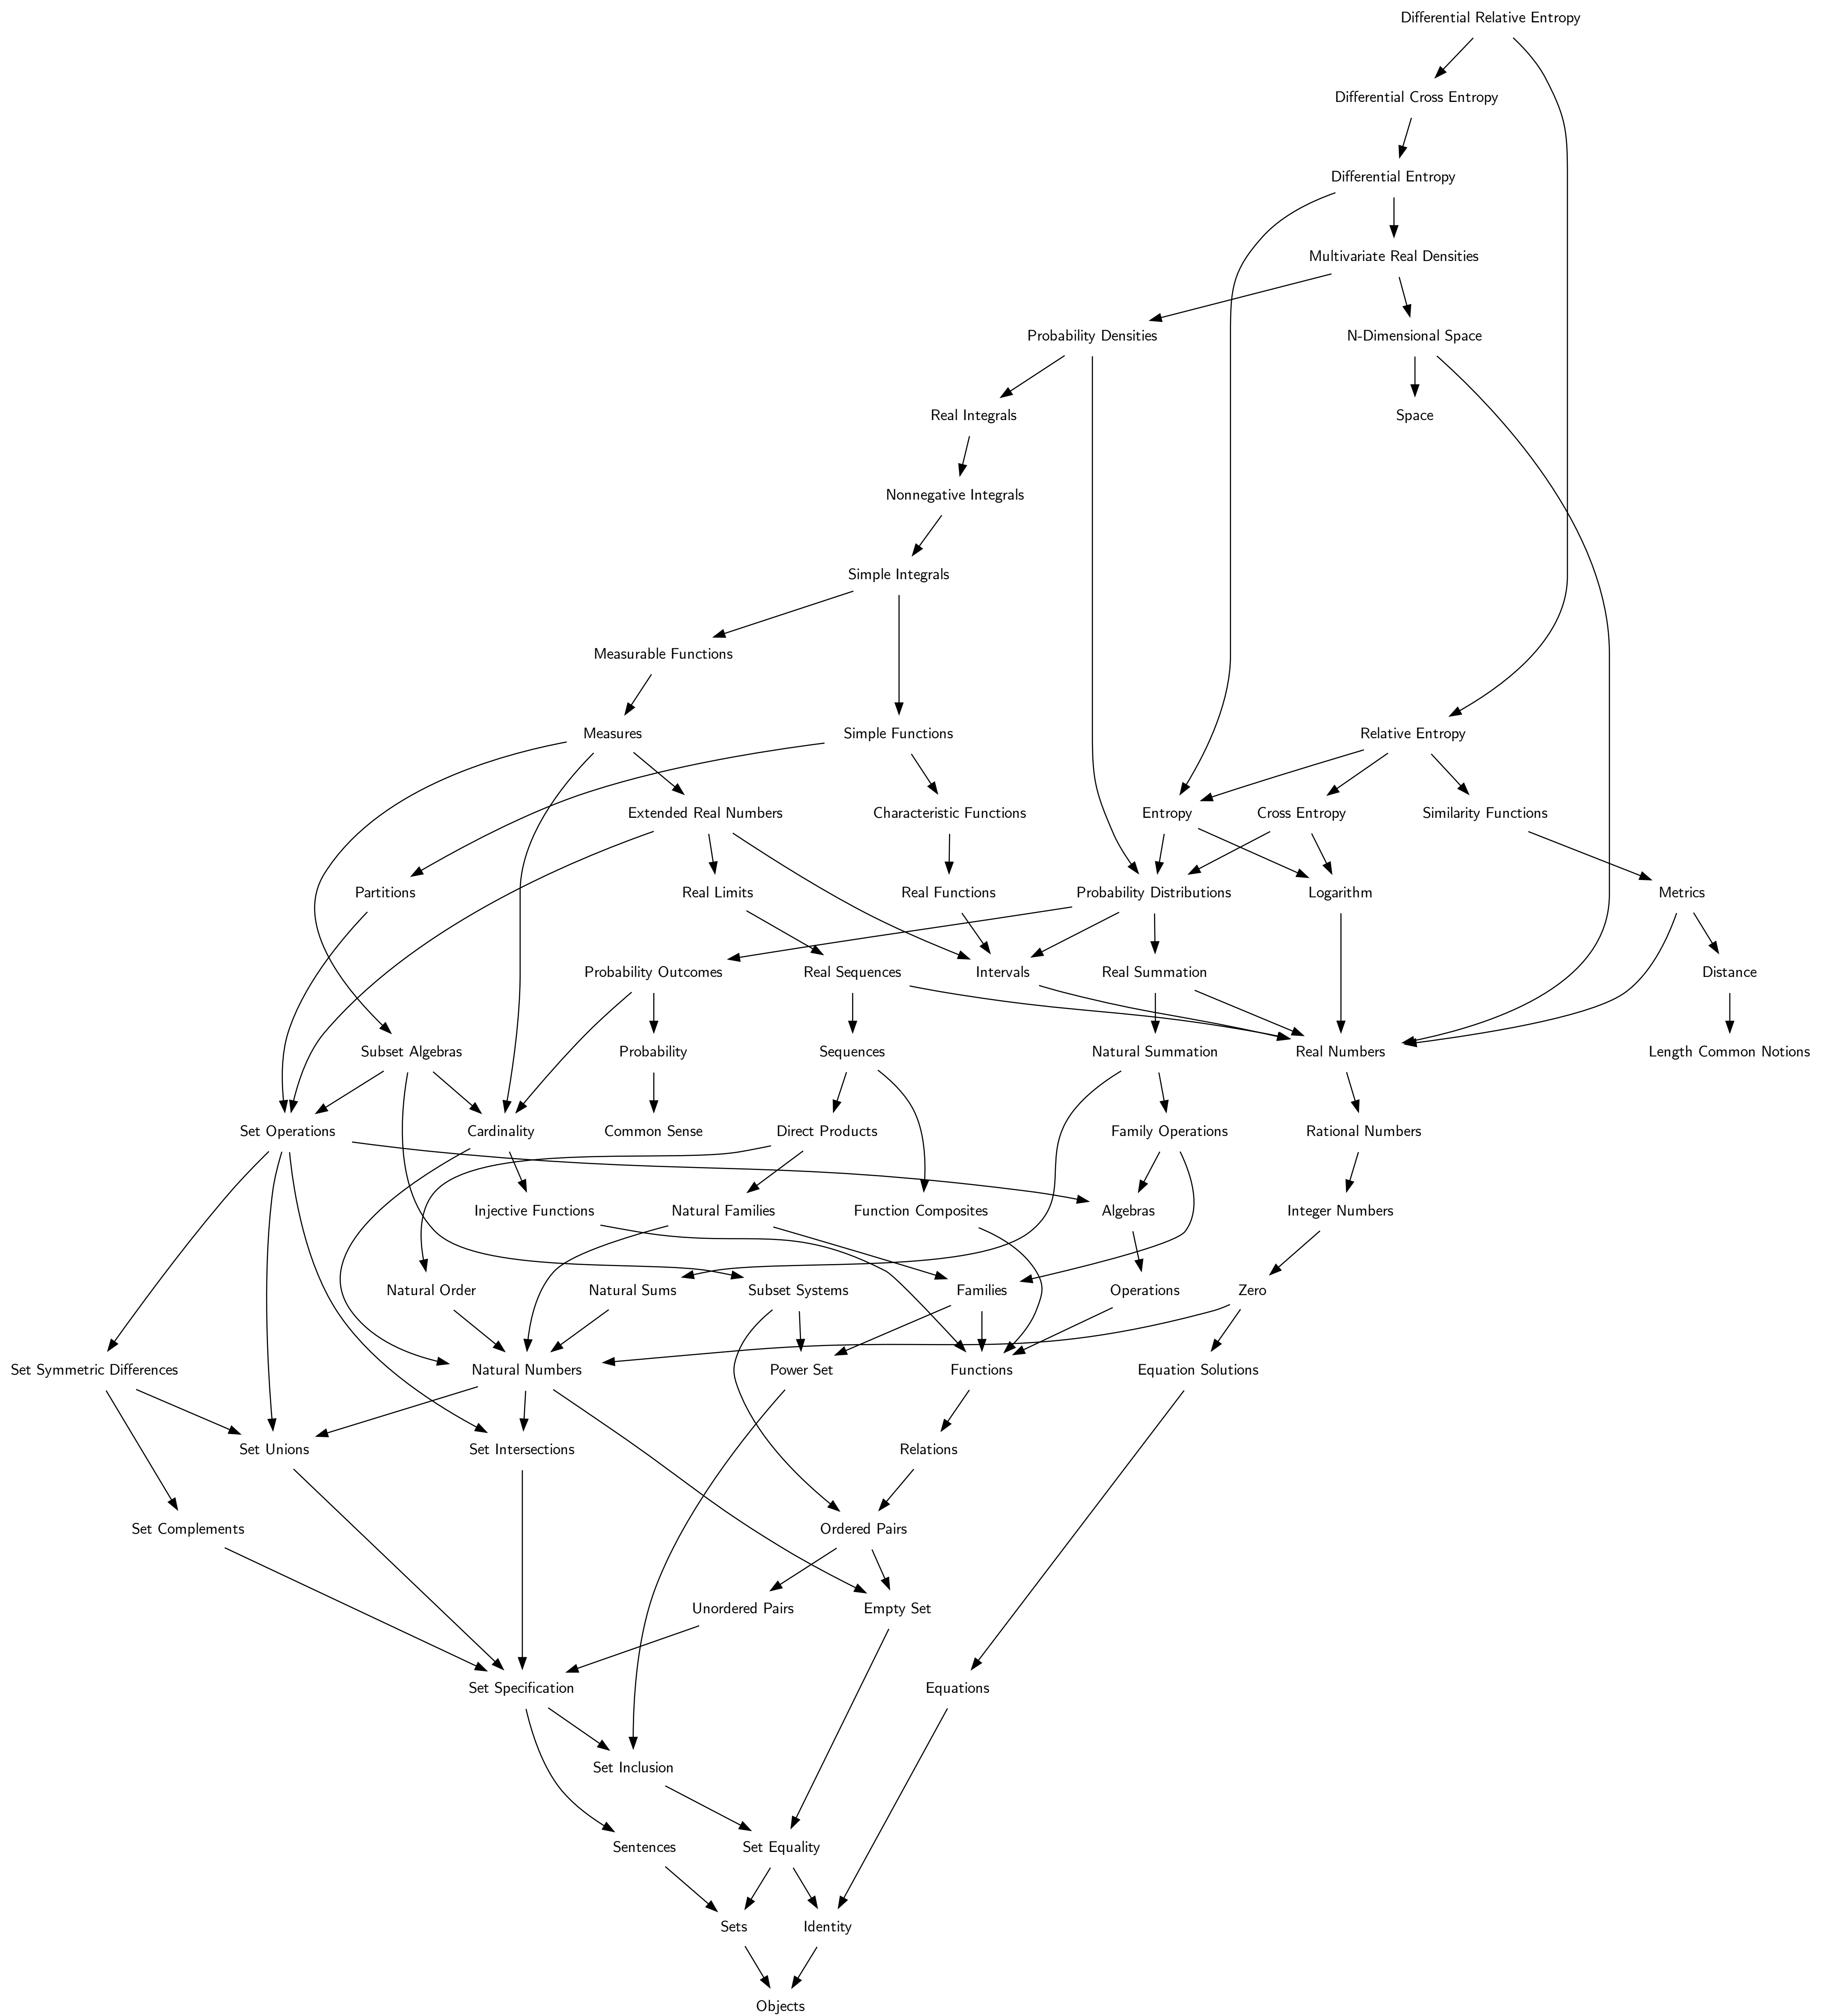 Differential Relative Entropy
Differential Cross Entropy
Differential Entropy
Multivariate Real Densities
Probability Densities
N-Dimensional Space
Real Integrals
Space
Nonnegative Integrals
Simple Integrals
Measurable Functions
Measures
Simple Functions
Relative Entropy
Extended Real Numbers
Characteristic Functions
Entropy
Cross Entropy
Similarity Functions
Partitions
Real Limits
Real Functions
Probability Distributions
Logarithm
Metrics
Probability Outcomes
Real Sequences
Intervals
Real Summation
Distance
Subset Algebras
Probability
Sequences
Natural Summation
Real Numbers
Length Common Notions
Set Operations
Cardinality
Common Sense
Direct Products
Family Operations
Rational Numbers
Injective Functions
Natural Families
Function Composites
Algebras
Integer Numbers
Natural Order
Natural Sums
Subset Systems
Families
Operations
Zero
Set Symmetric Differences
Natural Numbers
Power Set
Functions
Equation Solutions
Set Unions
Set Intersections
Relations
Set Complements
Ordered Pairs
Unordered Pairs
Empty Set
Set Specification
Equations
Set Inclusion
Sentences
Set Equality
Sets
Identity
Objects